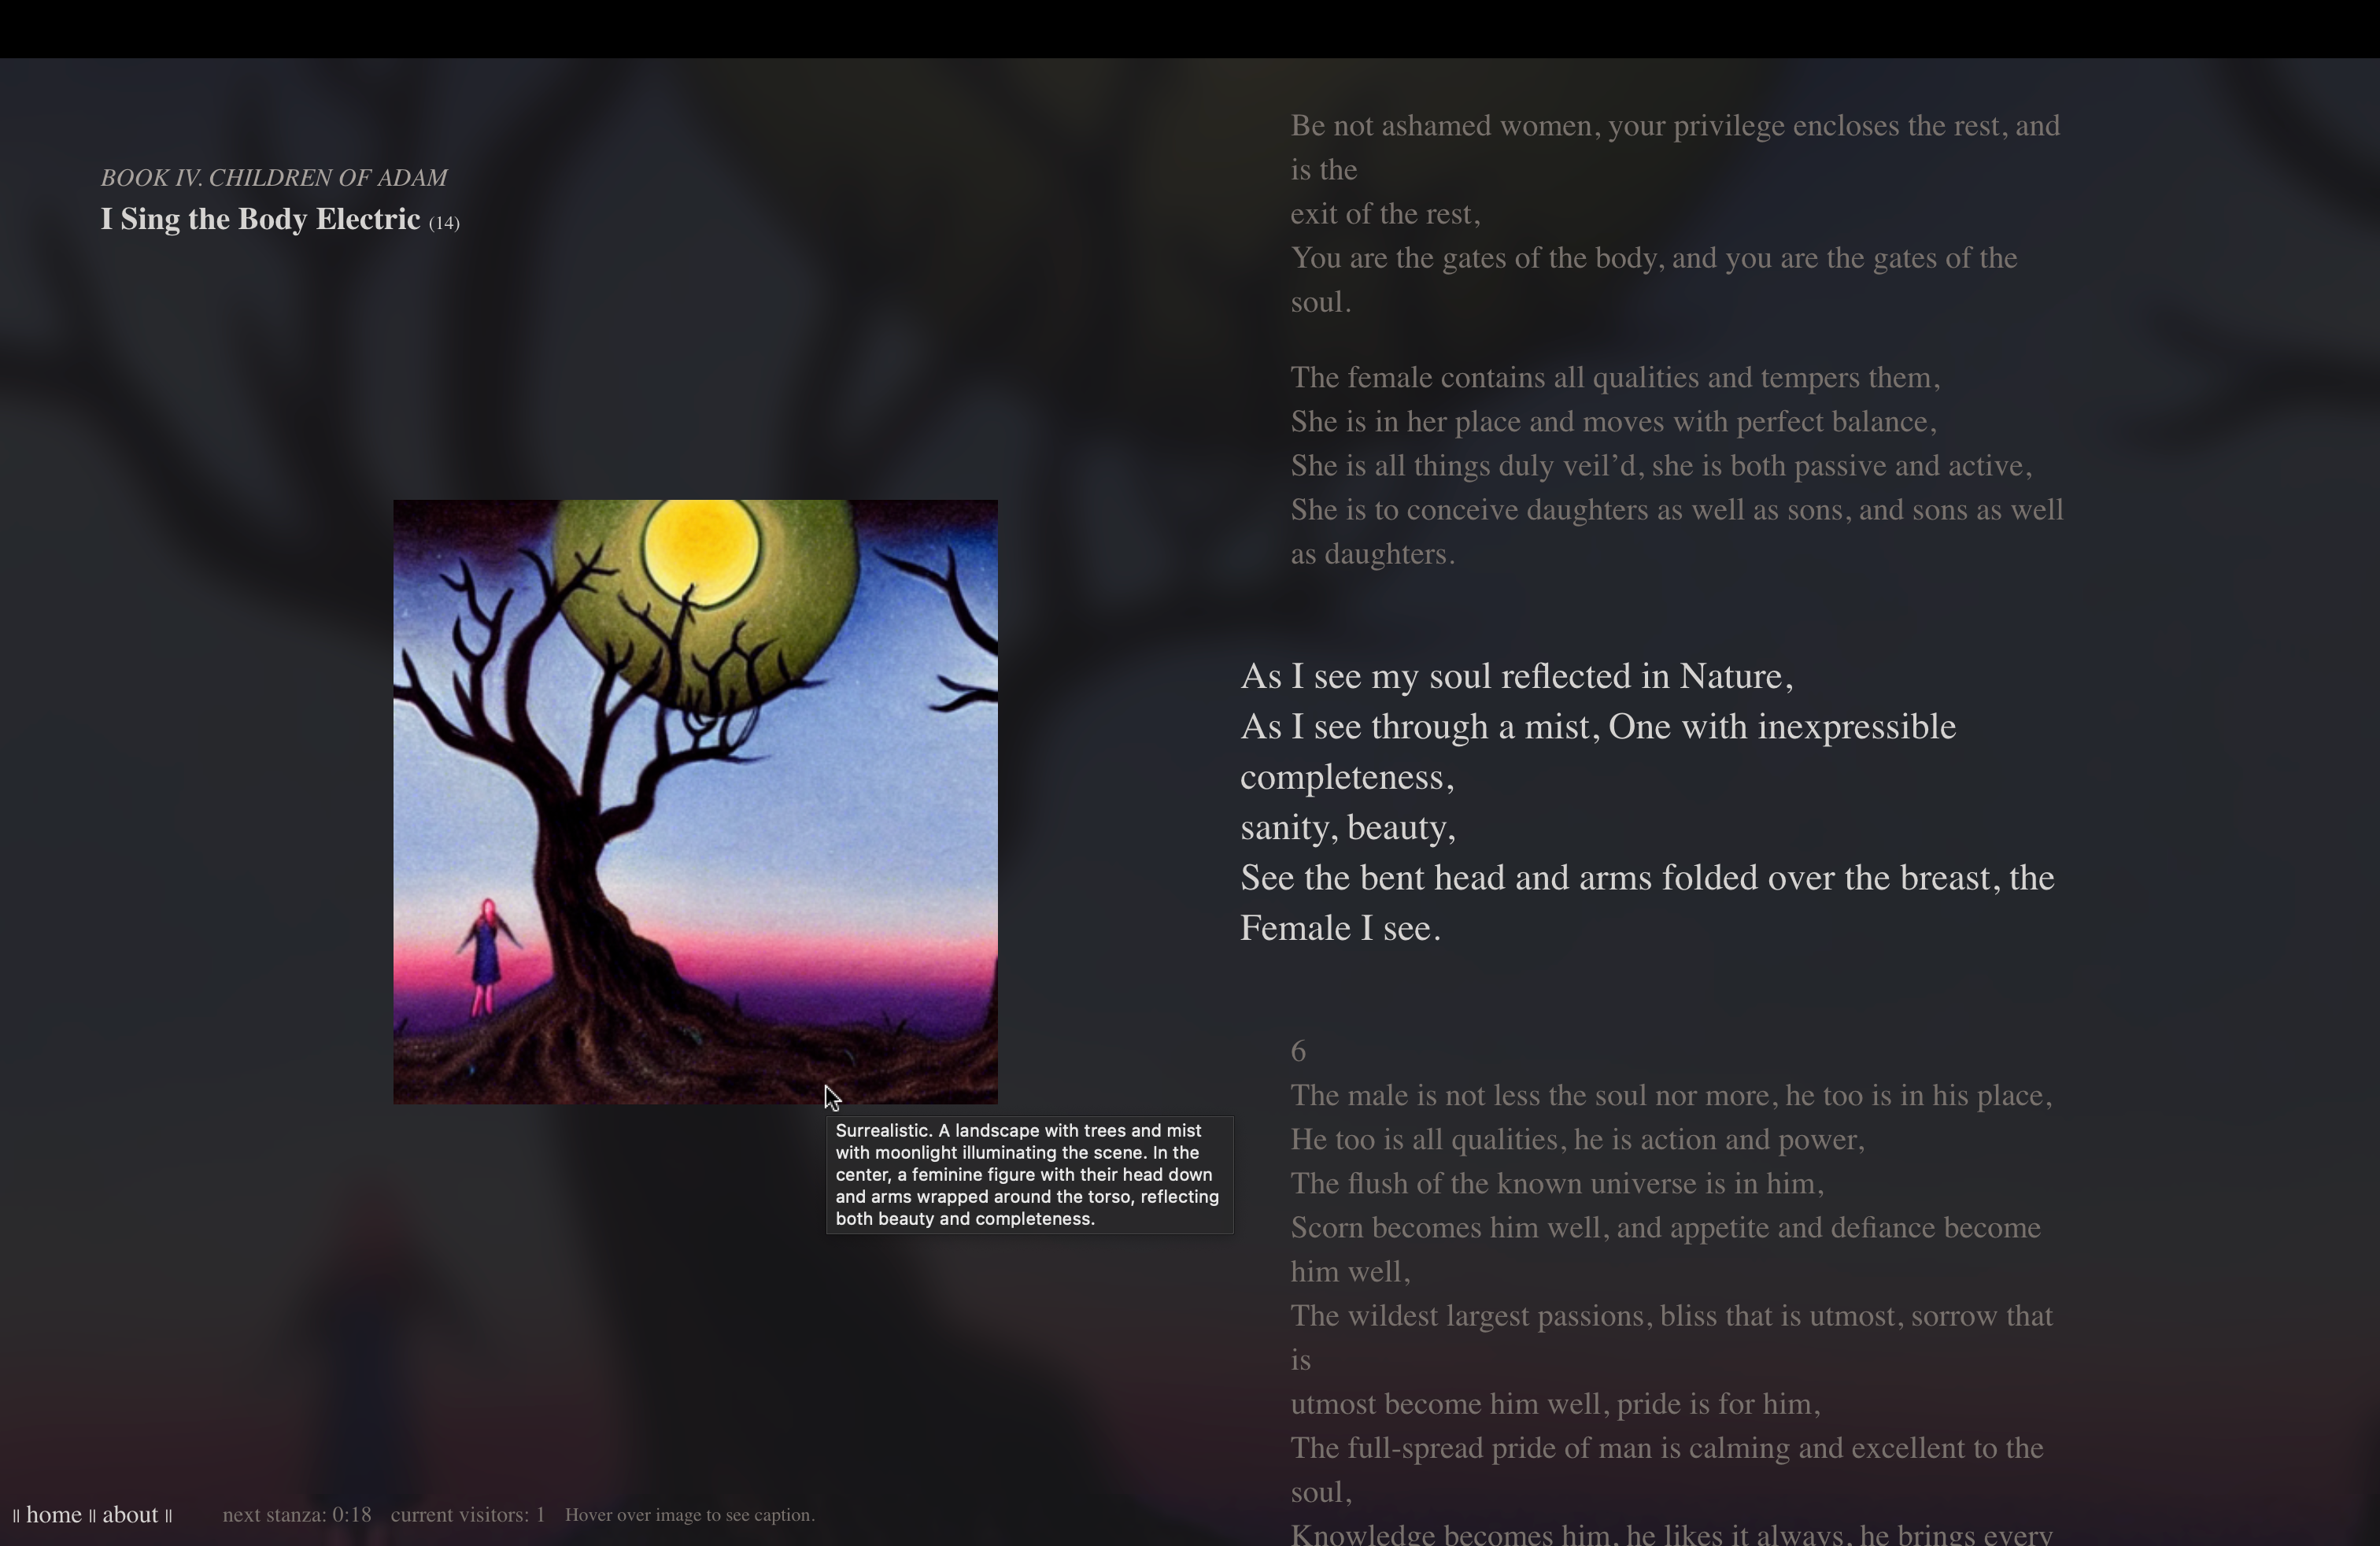 BOOK IV. CHILDREN OF ADAM
I Sing the Body Electric (14)
Be not ashamed women, your privilege encloses the rest, and
is the
exit of the rest,
You are the gates of the body, and you are the gates of the
soul.
The female contains all qualities and tempers them,
She is in her place and moves with perfect balance,
She is all things duly veil’d, she is both passive and active,
She is to conceive daughters as well as sons, and sons as well
as daughters.
As I see my soul reflected in Nature,
As I see through a mist, One with inexpressible
completeness,
sanity, beauty,
See the bent head and arms folded over the breast, the
Female I see.
6
The male is not less the soul nor more, he too is in his place,
He too is all qualities, he is action and power,
The flush of the known universe is in him,
Scorn becomes him well, and appetite and defiance become
him well,
The wildest largest passions, bliss that is utmost, sorrow that
is
utmost become him well, pride is for him,
The full-spread pride of man is calming and excellent to the
soul,
Knowledge becomes him, he likes it always, he brings every
Surrealistic. A landscape with trees and mist
with moonlight illuminating the scene. In the
center, a feminine figure with their head down
and arms wrapped around the torso, reflecting
both beauty and completeness.
|| home || about || next stanza: 0:18 current visitors: 1 Hover over image to see caption.